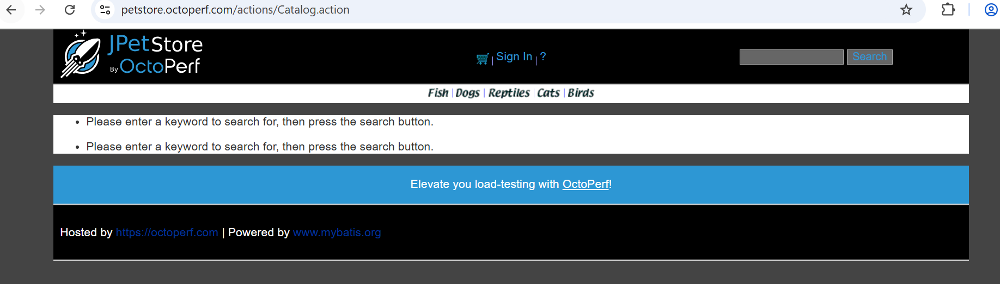 petstore.octoperf.com/actions/Catalog.action
JPetStore
By OctoPerf
Sign In | ?
Search
Fish | Dogs | Reptiles | Cats | Birds
• Please enter a keyword to search for, then press the search button.
• Please enter a keyword to search for, then press the search button.
Elevate you load-testing with OctoPerf!
Hosted by https://octoperf.com | Powered by www.mybatis.org